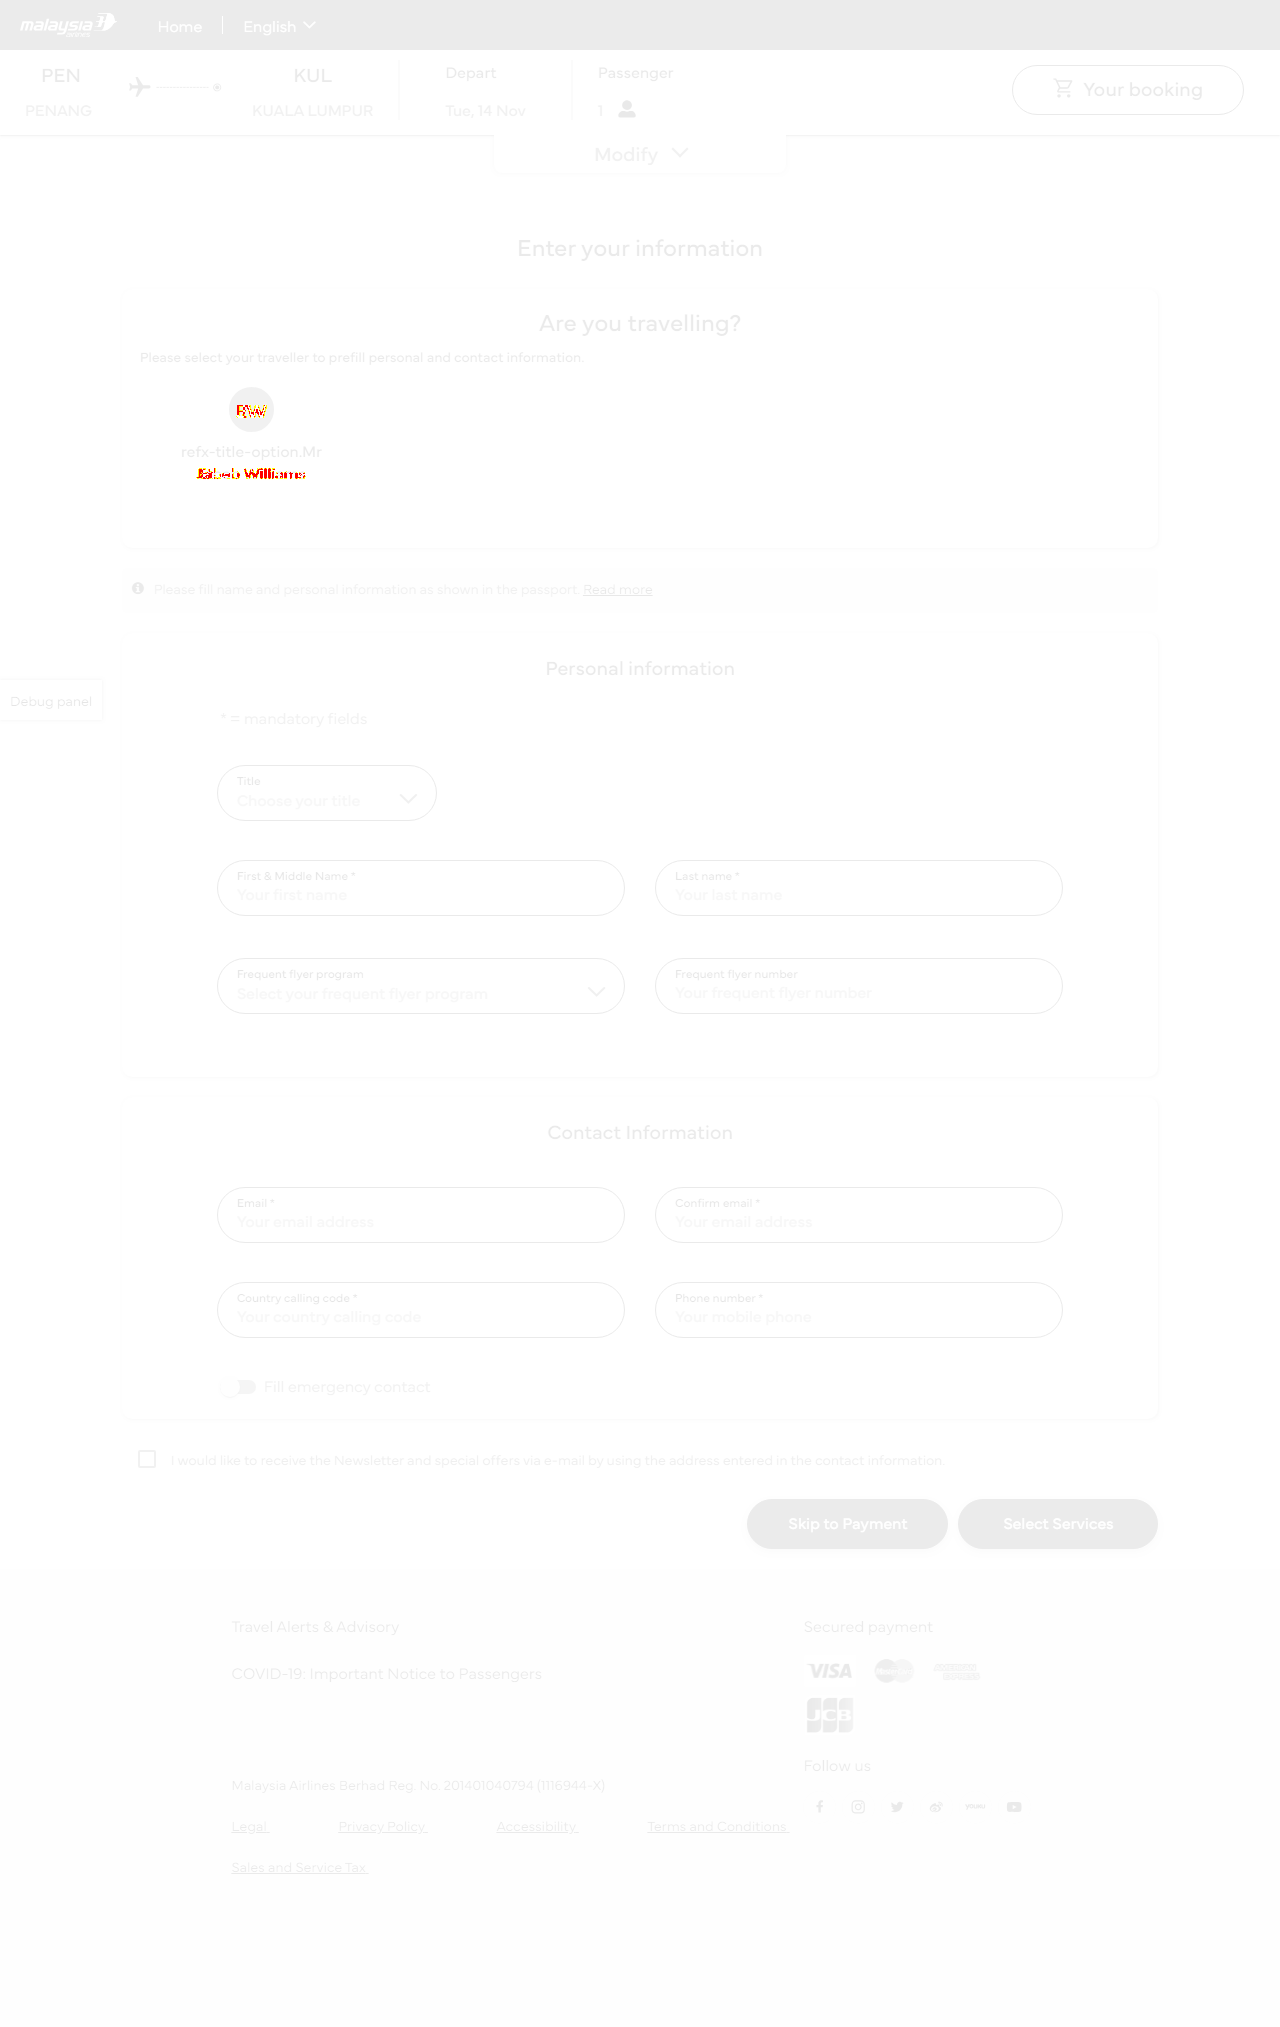 malaysia airlines
Home English
PEN KUL Depart Passenger Your booking
PENANG KUALA LUMPUR Tue, 14 Nov 1
Modify
Enter your information
Are you travelling?
Please select your traveller to prefill personal and contact information.
refx-title-option.Mr
Williams
Please fill name and personal information as shown in the passport. Read more
Personal information
Debug panel
* = mandatory fields
Title
Choose your title
First & Middle Name * Last name *
Your first name Your last name
Frequent flyer program Frequent flyer number
Select your frequent flyer program Your frequent flyer number
Contact Information
Email * Confirm email *
Your email address Your email address
Country calling code * Phone number *
Your country calling code Your mobile phone
Fill emergency contact
I would like to receive the Newsletter and special offers via e-mail by using the address entered in the contact information.
Skip to Payment Select Services
Travel Alerts & Advisory Secured payment
COVID-19: Important Notice to Passengers VISA
JCB
Follow us
Malaysia Airlines Berhad Reg. No. 201401040794 (1116944-X)
Legal Privacy Policy Accessibility Terms and Conditions
Sales and Service Tax